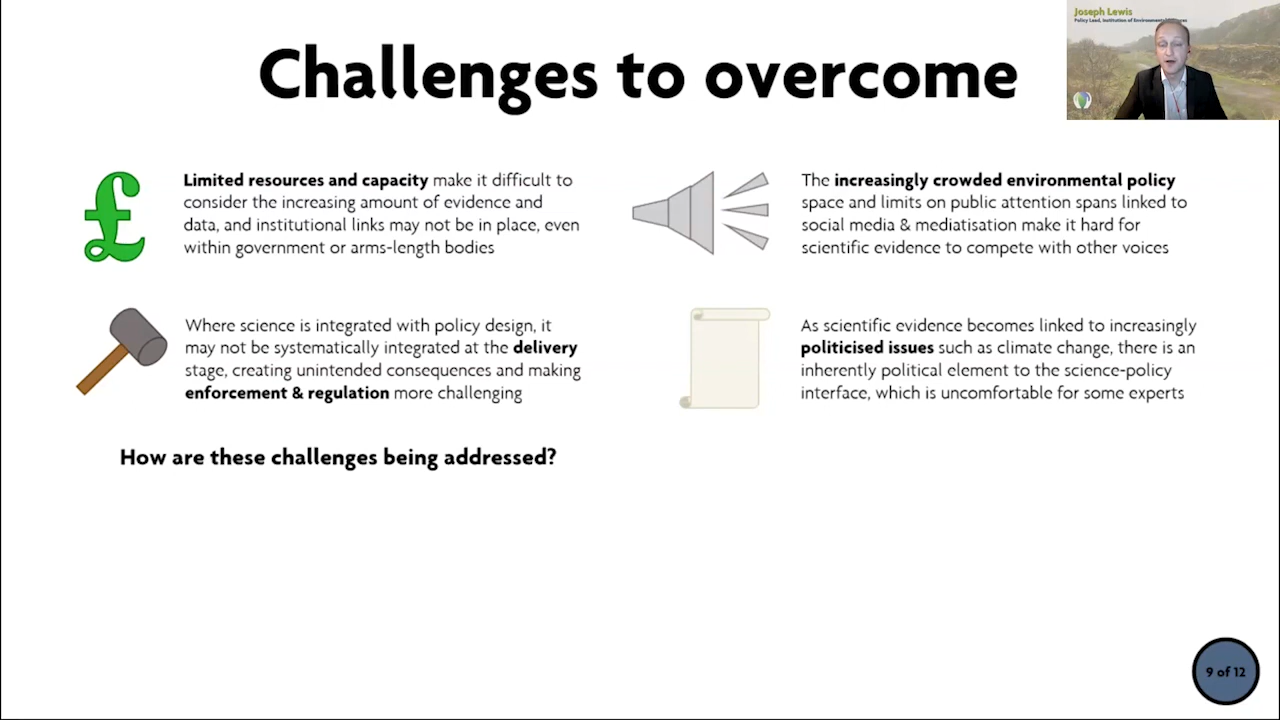 Challenges to overcome
Joseph Lewis
Policy Lead, Institution of Environmental
Limited resources and capacity make it difficult to
consider the increasing amount of evidence and
data, and institutional links may not be in place, even
within government or arms-length bodies
The increasingly crowded environmental policy
space and limits on public attention spans linked to
social media & mediatisation make it hard for
scientific evidence to compete with other voices
Where science is integrated with policy design, it
may not be systematically integrated at the delivery
stage, creating unintended consequences and making
enforcement & regulation more challenging
As scientific evidence becomes linked to increasingly
politicised issues such as climate change, there is an
inherently political element to the science-policy
interface, which is uncomfortable for some experts
How are these challenges being addressed?
9 of 12